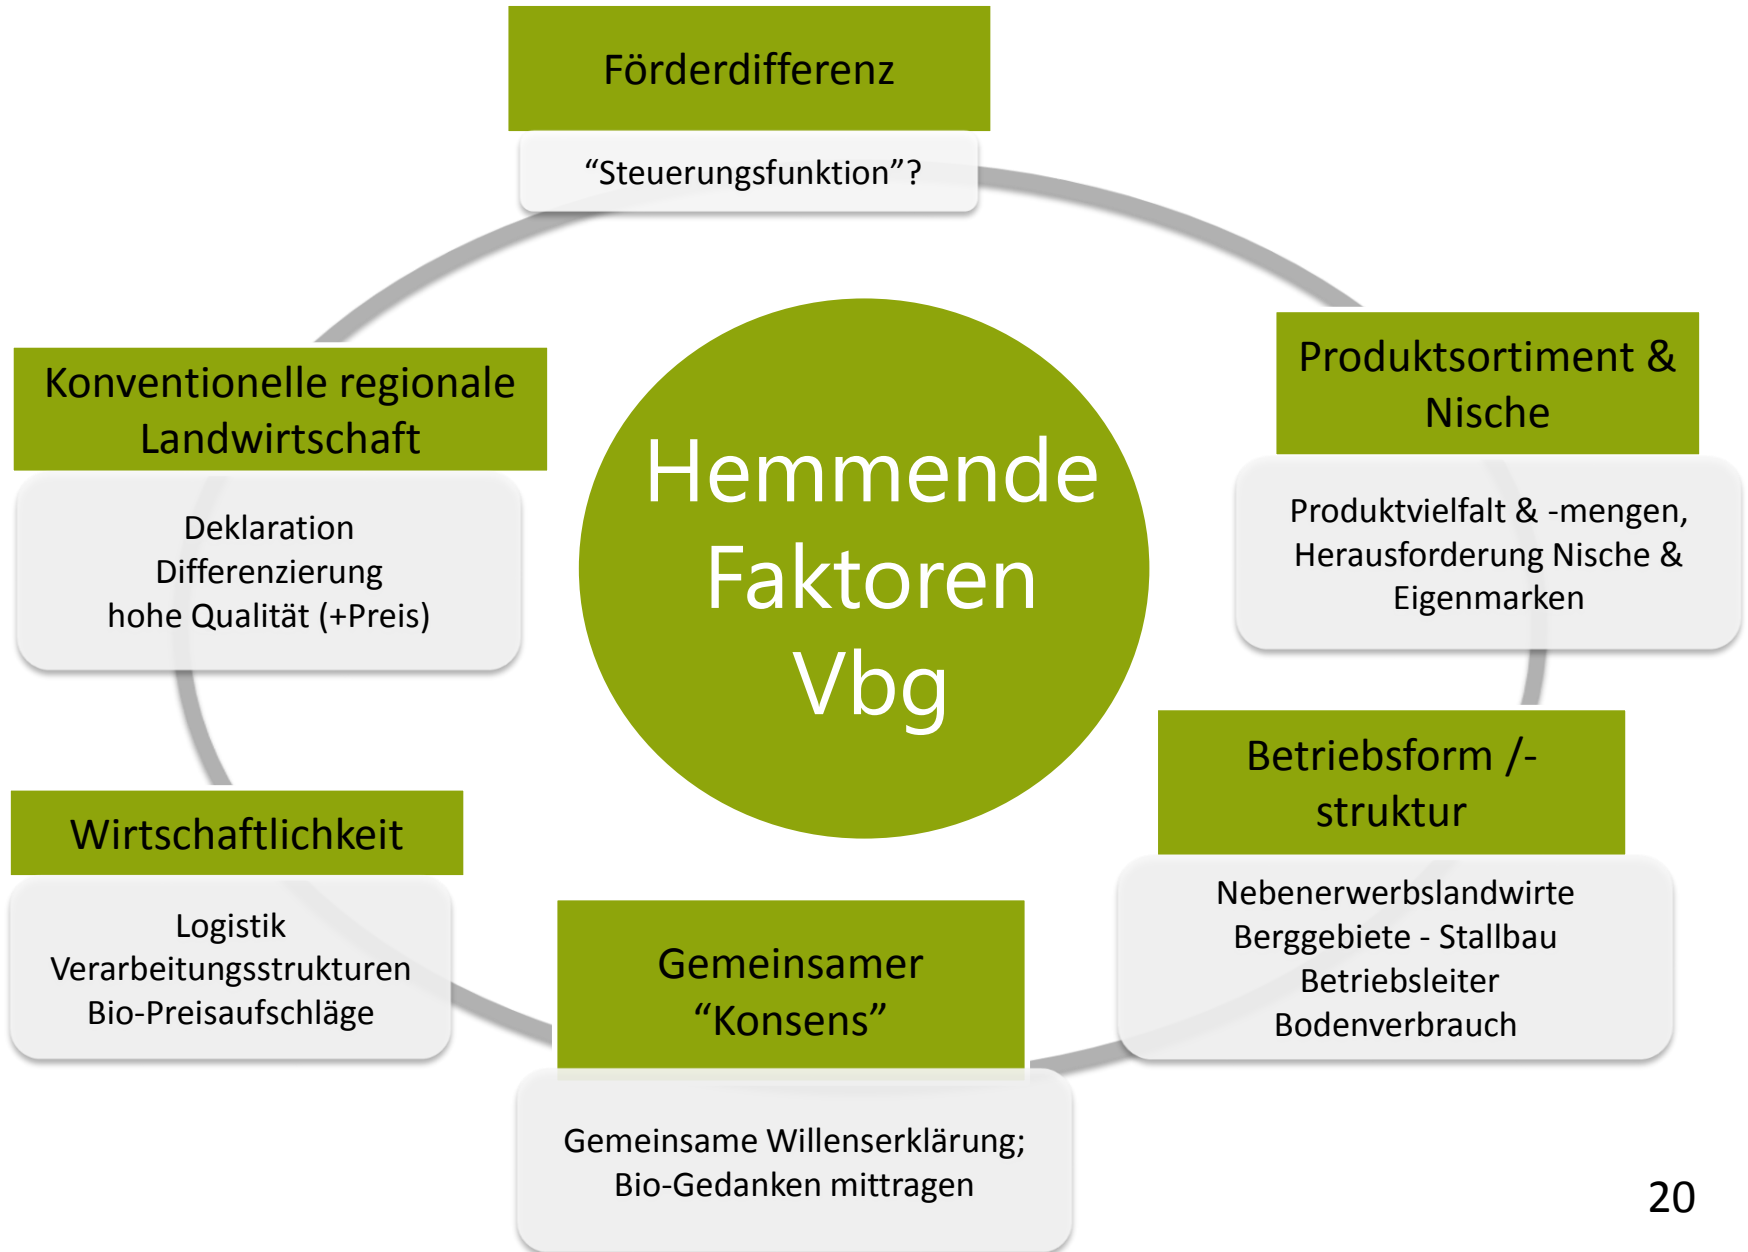 Förderdifferenz
“Steuerungsfunktion”?
Konventionelle regionale
Landwirtschaft
Deklaration
Differenzierung
hohe Qualität (+Preis)
Hemmende
Faktoren
Vbg
Produktsortiment &
Nische
Produktvielfalt & -mengen,
Herausforderung Nische &
Eigenmarken
Betriebsform /-
struktur
Nebenerwerbslandwirte
Berggebiete - Stallbau
Betriebsleiter
Bodenverbrauch
Wirtschaftlichkeit
Logistik
Verarbeitungsstrukturen
Bio-Preisaufschläge
Gemeinsamer
“Konsens”
Gemeinsame Willenserklärung;
Bio-Gedanken mittragen
20